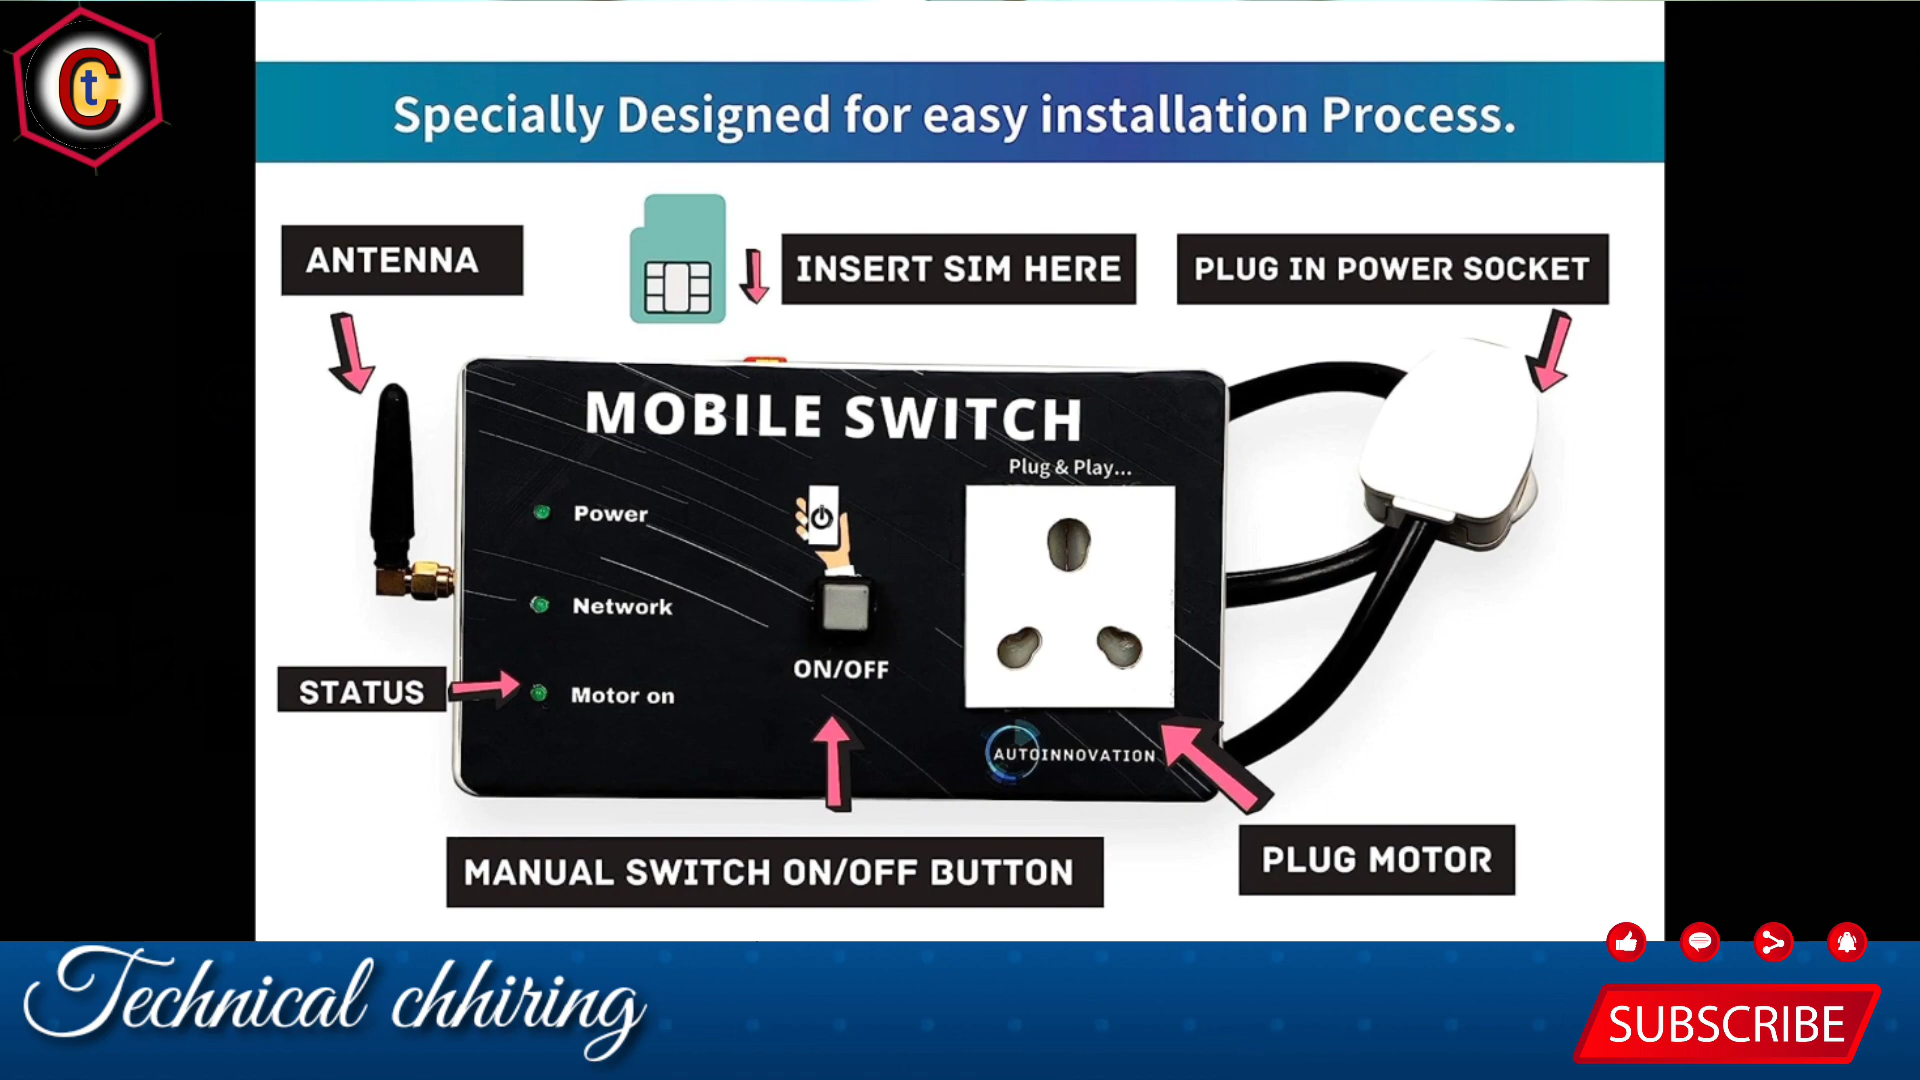 Ct
Specially Designed for easy installation Process.
ANTENNA
INSERT SIM HERE
PLUG IN POWER SOCKET
MOBILE SWITCH
Plug & Play...
Power
Network
ON/OFF
STATUS
Motor on
AUTOINNOVATION
MANUAL SWITCH ON/OFF BUTTON
PLUG MOTOR
Technical chhiring
SUBSCRIBE